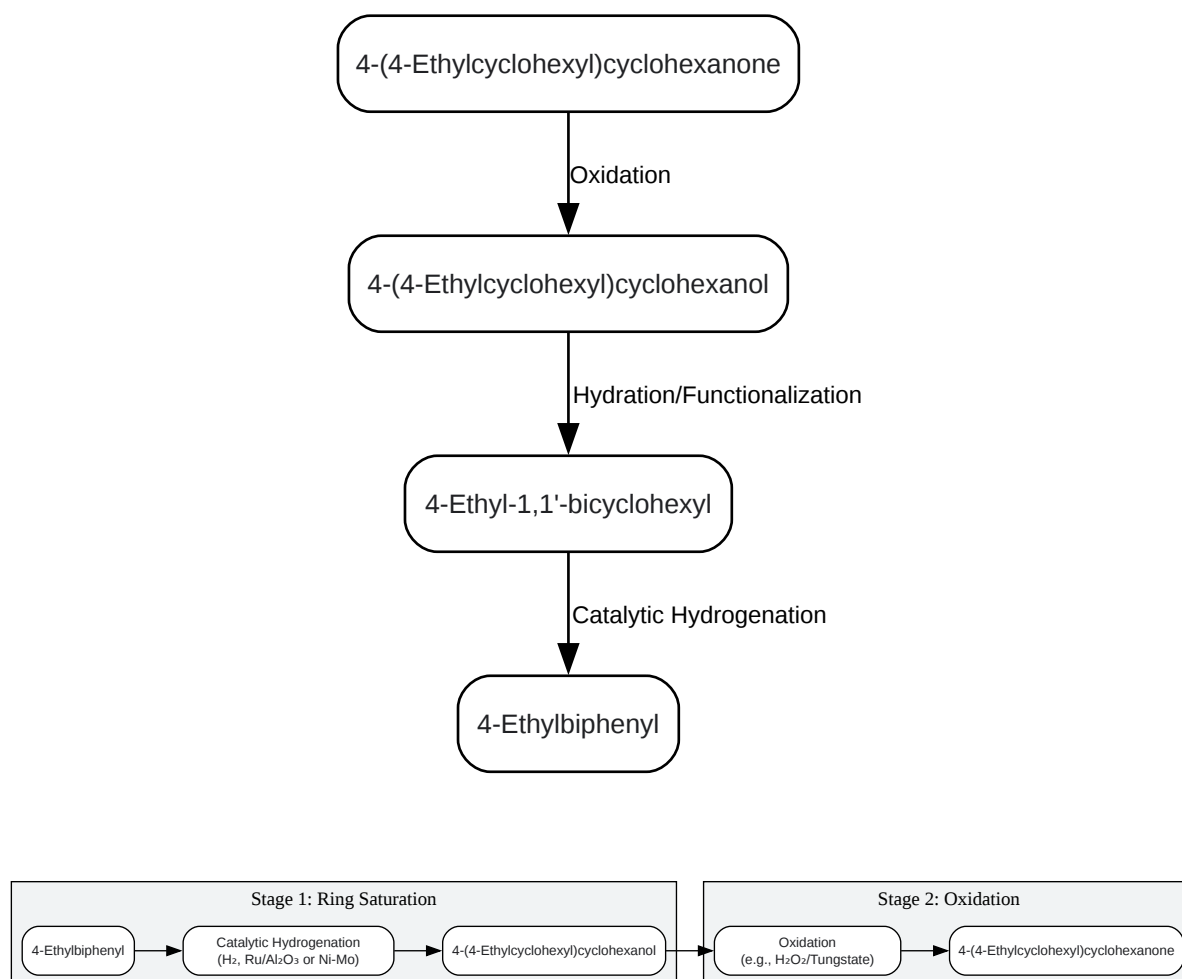 4-(4-Ethylcyclohexyl)cyclohexanone
Oxidation
4-(4-Ethylcyclohexyl)cyclohexanol
Hydration/Functionalization
4-Ethyl-1,1'-bicyclohexyl
Catalytic Hydrogenation
4-Ethylbiphenyl
Stage 1: Ring Saturation
4-Ethylbiphenyl
Catalytic Hydrogenation
(H₂, Ru/Al₂O₃ or Ni-Mo)
4-(4-Ethylcyclohexyl)cyclohexanol
Stage 2: Oxidation
Oxidation
(e.g., H₂O₂/Tungstate)
4-(4-Ethylcyclohexyl)cyclohexanone